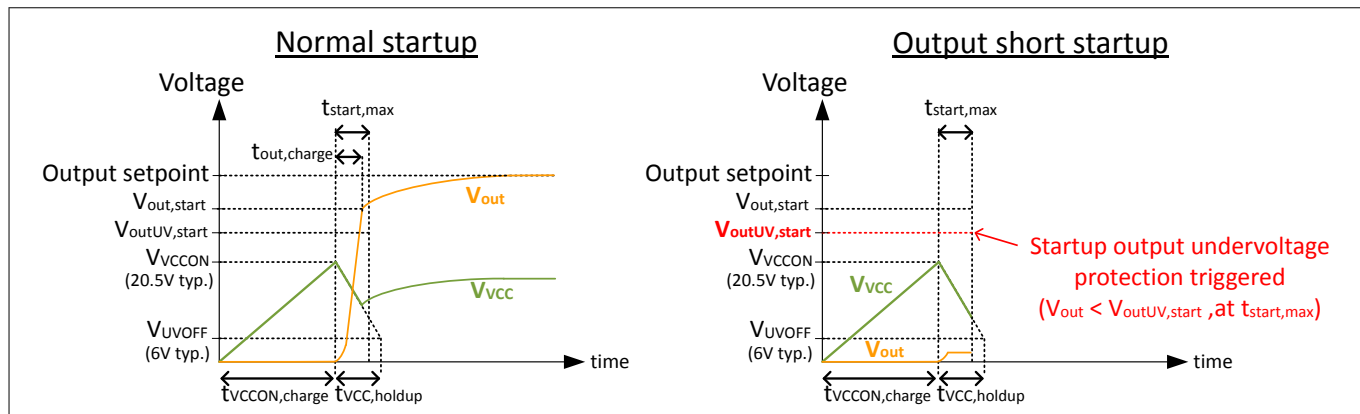 Normal startup
Voltage
tstart,max
tout,charge
Output setpoint
Vout,start
Vout
VoutUV,start
VVCCON
(20.5V typ.)
VVCC
VUVOFF
(6V typ.)
time
tVCCON,charge
tVCC,holdup
Output short startup
Voltage
tstart,max
Output setpoint
Vout,start
VoutUV,start
Startup output undervoltage
protection triggered
(Vout < VoutUV,start ,at tstart,max)
VVCCON
(20.5V typ.)
VVCC
VUVOFF
(6V typ.)
Vout
time
tVCCON,charge
tVCC,holdup